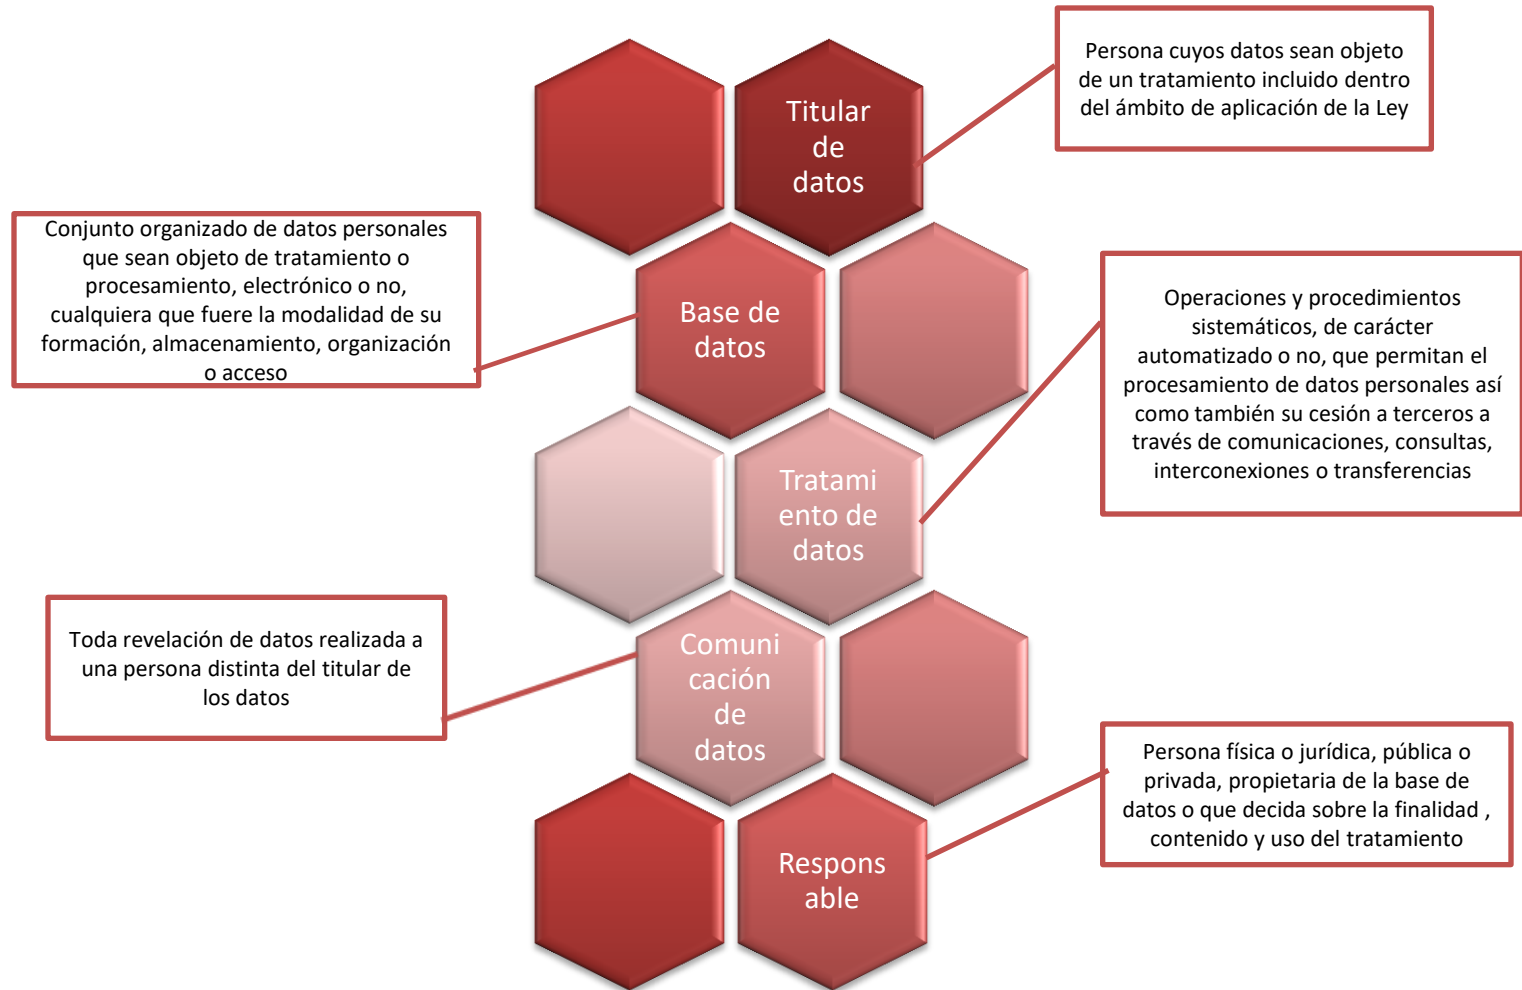 Titular
de
datos
Persona cuyos datos sean objeto
de un tratamiento incluido dentro
del ámbito de aplicación de la Ley
Conjunto organizado de datos personales
que sean objeto de tratamiento o
procesamiento, electrónico o no,
cualquiera que fuere la modalidad de su
formación, almacenamiento, organización
o acceso
Base de
datos
Operaciones y procedimientos
sistemáticos, de carácter
automatizado o no, que permitan el
procesamiento de datos personales así
como también su cesión a terceros a
través de comunicaciones, consultas,
interconexiones o transferencias
Tratami
ento de
datos
Toda revelación de datos realizada a
una persona distinta del titular de
los datos
Comuni
cación
de
datos
Persona física o jurídica, pública o
privada, propietaria de la base de
datos o que decida sobre la finalidad ,
contenido y uso del tratamiento
Respons
able